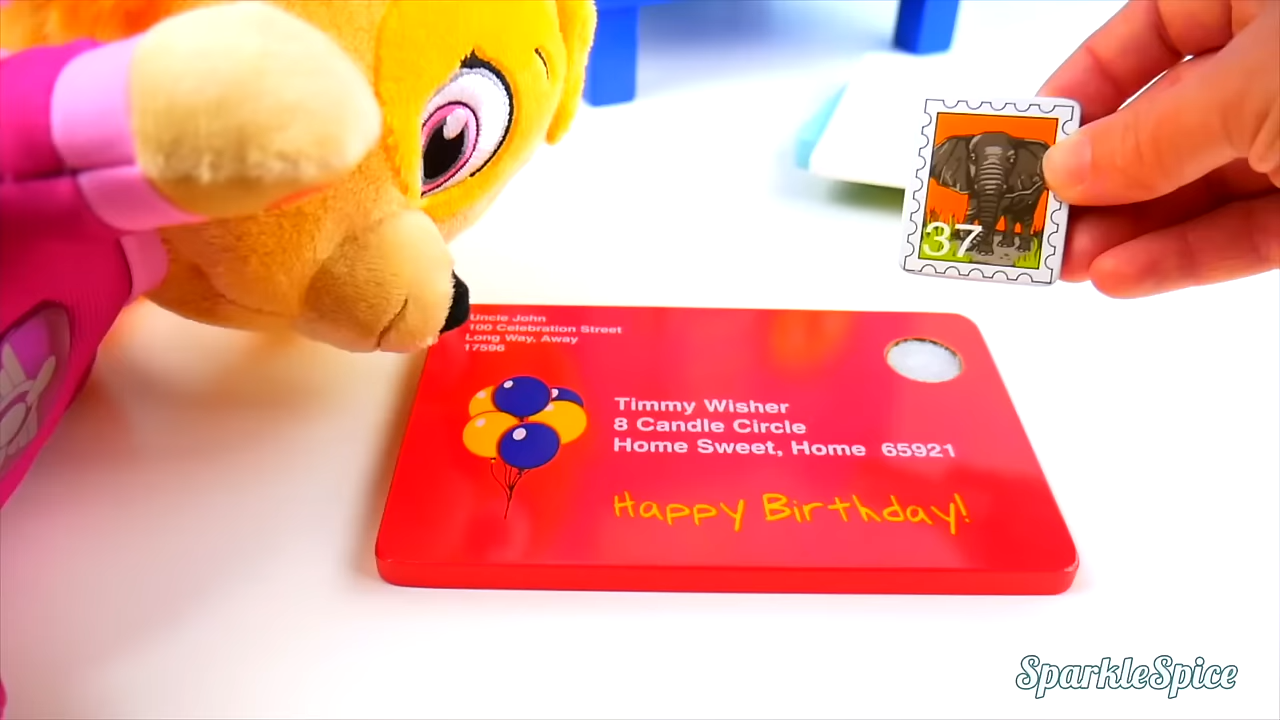 37
Uncle John
100 Celebration Street
Long Way, Away
17596
Timmy Wisher
8 Candle Circle
Home Sweet, Home 65921
Happy Birthday!
SparkleSpice